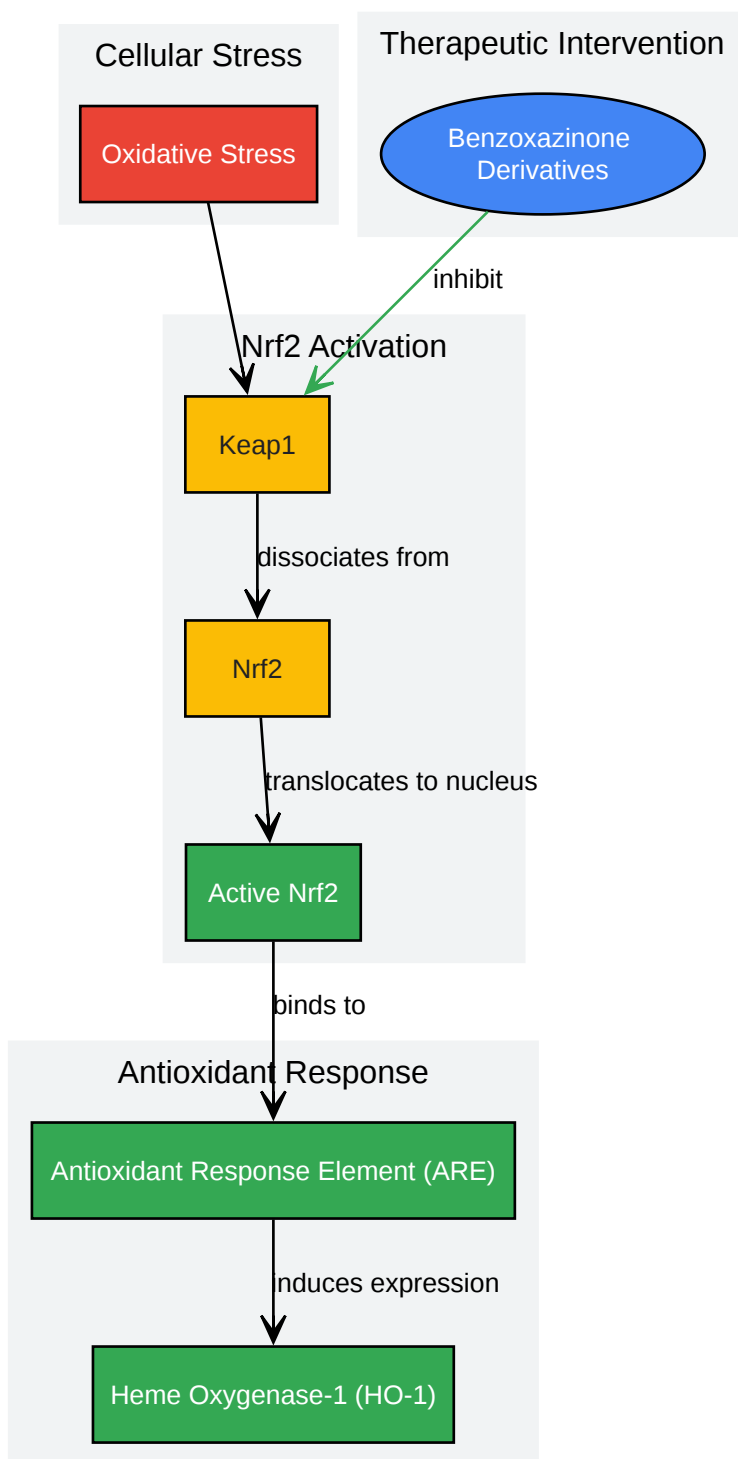 Cellular Stress
Therapeutic Intervention
Oxidative Stress
Benzoxazinone
Derivatives
inhibit
Nrf2 Activation
Keap1
dissociates from
Nrf2
translocates to nucleus
Active Nrf2
binds to
Antioxidant Response
Antioxidant Response Element (ARE)
induces expression
Heme Oxygenase-1 (HO-1)